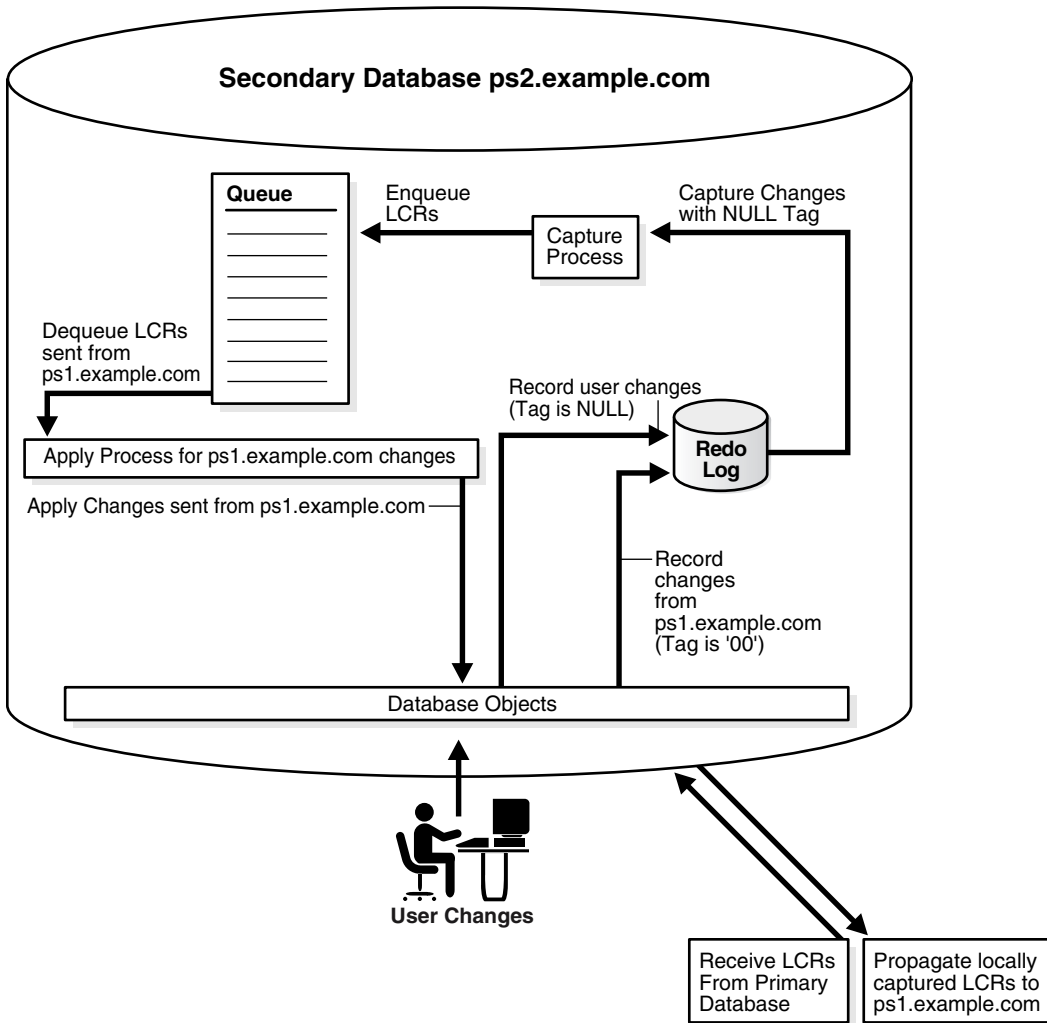 Secondary Database ps2.example.com
Queue
Enqueue
LCRs
Capture Changes
with NULL Tag
Capture
Process
Dequeue LCRs
sent from
ps1.example.com
Record user changes
(Tag is NULL)
Redo
Log
Apply Process for ps1.example.com changes
Apply Changes sent from ps1.example.com
Record
changes
from
ps1.example.com
(Tag is '00')
Database Objects
User Changes
Receive LCRs
From Primary
Database
Propagate locally
captured LCRs to
ps1.example.com